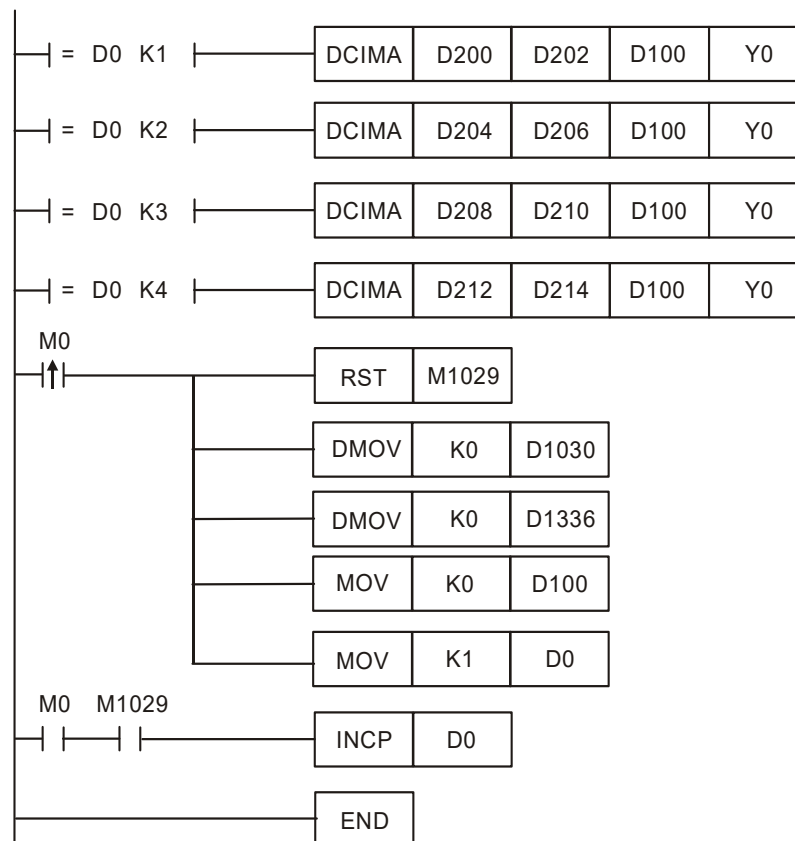 = D0 K1 DCIMA D200 D202 D100 Y0
= D0 K2 DCIMA D204 D206 D100 Y0
= D0 K3 DCIMA D208 D210 D100 Y0
= D0 K4 DCIMA D212 D214 D100 Y0
M0
RST M1029
DMOV K0 D1030
DMOV K0 D1336
MOV K0 D100
MOV K1 D0
M0 M1029
INCP D0
END